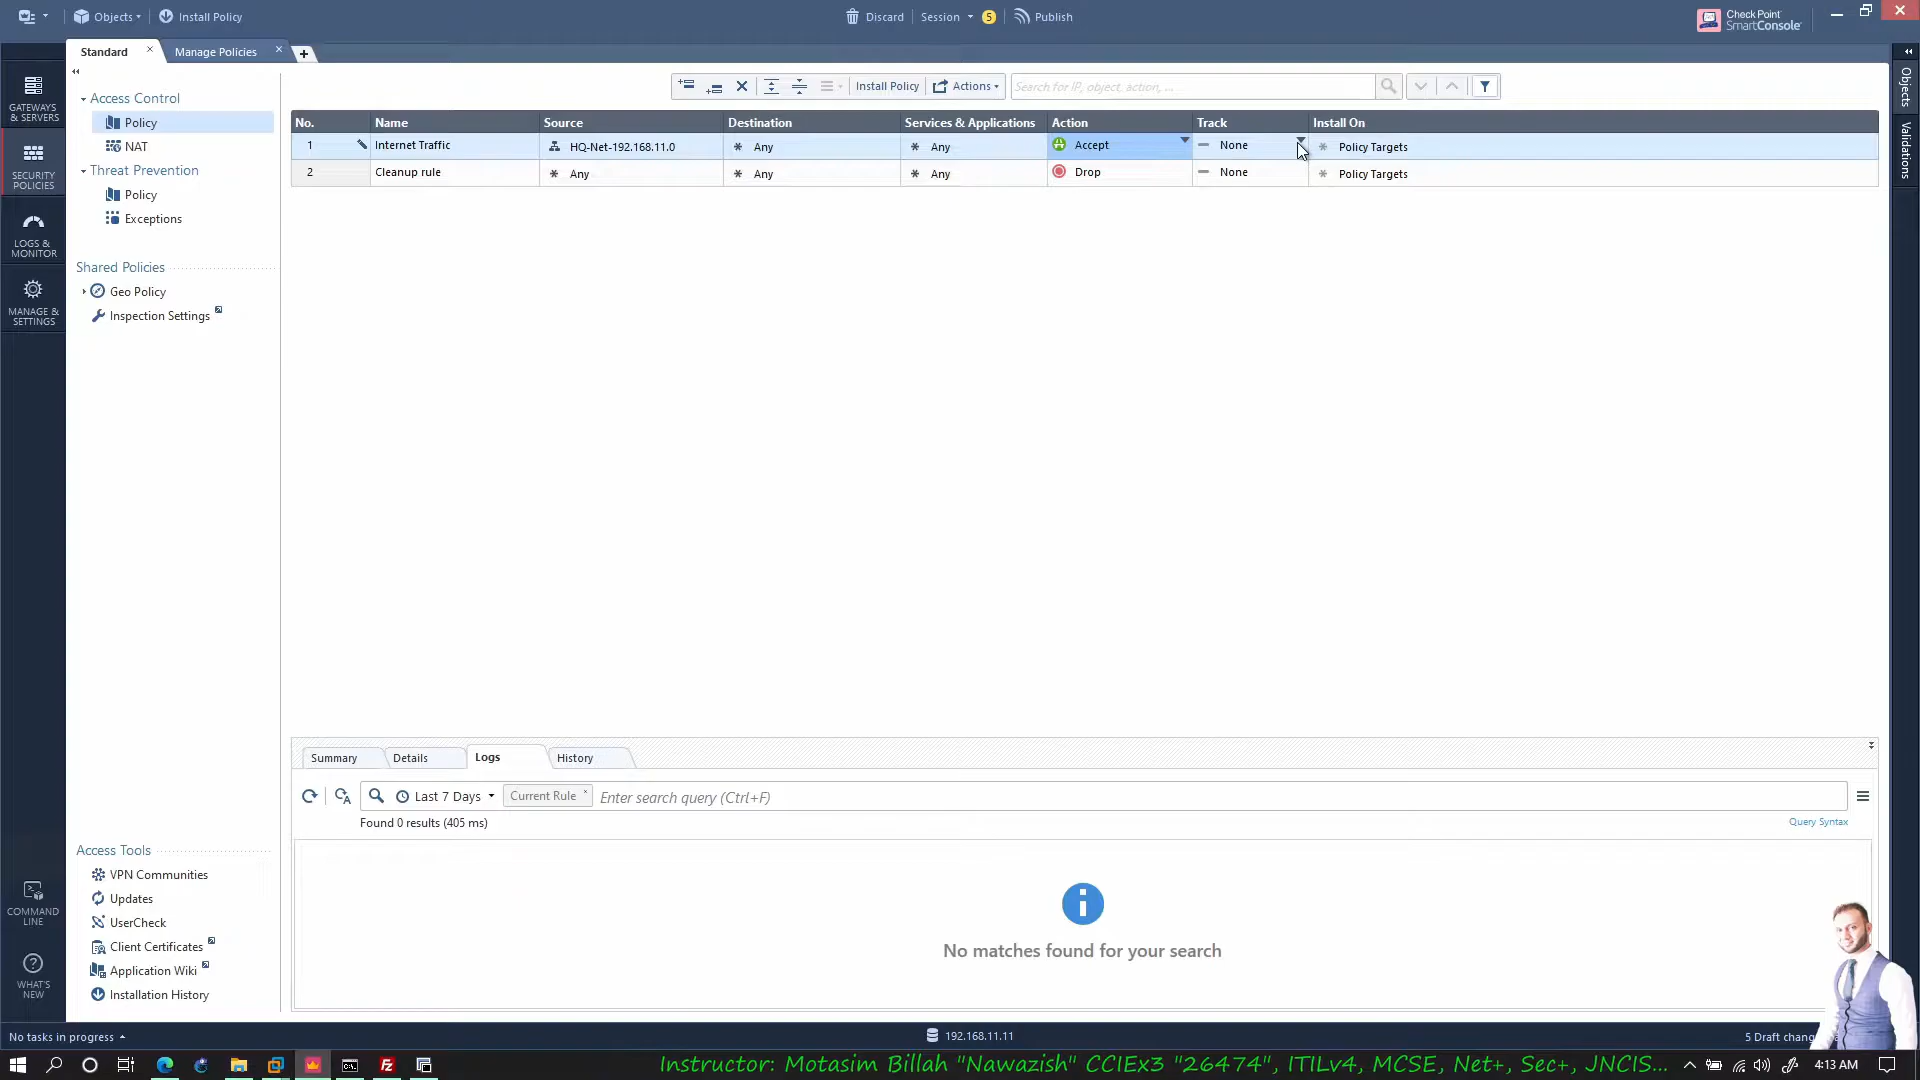 Objects
Install Policy
Discard
Session
5
Publish
Check Point
SmartConsole
Standard
Manage Policies
GATEWAYS
& SERVERS
SECURITY
POLICIES
LOGS &
MONITOR
MANAGE &
SETTINGS
COMMAND
LINE
WHAT'S
NEW
Access Control
Policy
NAT
Threat Prevention
Policy
Exceptions
Shared Policies
Geo Policy
Inspection Settings
Access Tools
VPN Communities
Updates
UserCheck
Client Certificates
Application Wiki
Installation History
Install Policy
Actions
Search for IP, object, action, ...
No. Name Source Destination Services & Applications Action Track Install On
1 Internet Traffic HQ-Net-192.168.11.0 Any Any Accept None Policy Targets
2 Cleanup rule Any Any Any Drop None Policy Targets
Summary
Details
Logs
History
Last 7 Days
Current Rule
Enter search query (Ctrl+F)
Found 0 results (405 ms)
Query Syntax
No matches found for your search
Objects
Validations
No tasks in progress
192.168.11.11
5 Draft
Instructor: Motasim Billah "Nawazish" CCIEx3 "26474", ITILv4, MCSE, Net+, Sec+, JNCIS...
4:13 AM